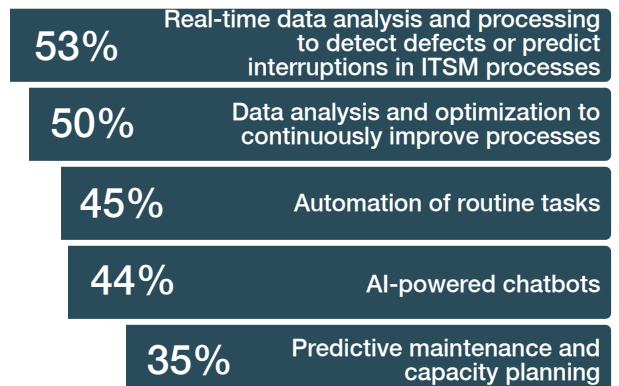 53%
Real-time data analysis and processing
to detect defects or predict
interruptions in ITSM processes
50%
Data analysis and optimization to
continuously improve processes
45%
Automation of routine tasks
44%
AI-powered chatbots
35%
Predictive maintenance and
capacity planning